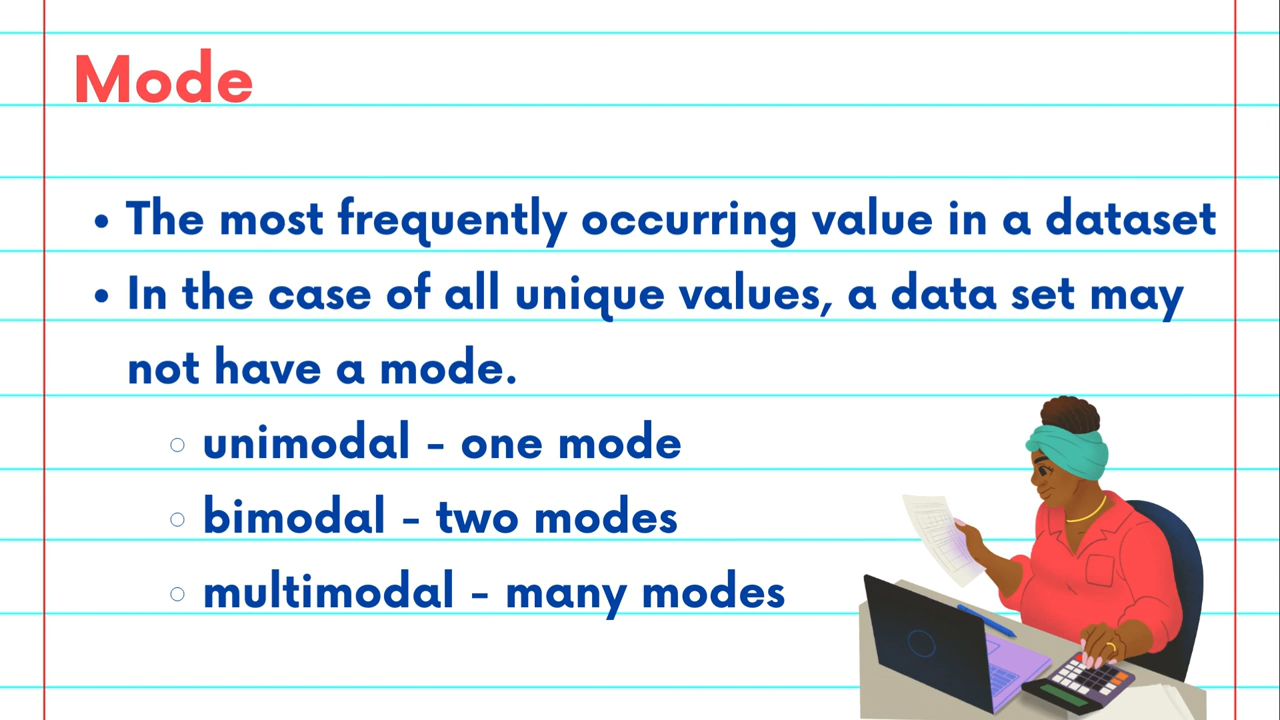 Mode
• The most frequently occurring value in a dataset
• In the case of all unique values, a data set may
not have a mode.
○ unimodal - one mode
○ bimodal - two modes
○ multimodal - many modes